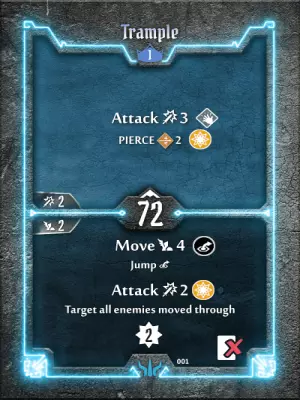 Trample
1
Attack 3
PIERCE 2
2
72
2
Move 4
Jump
Attack 2
Target all enemies moved through
2
001